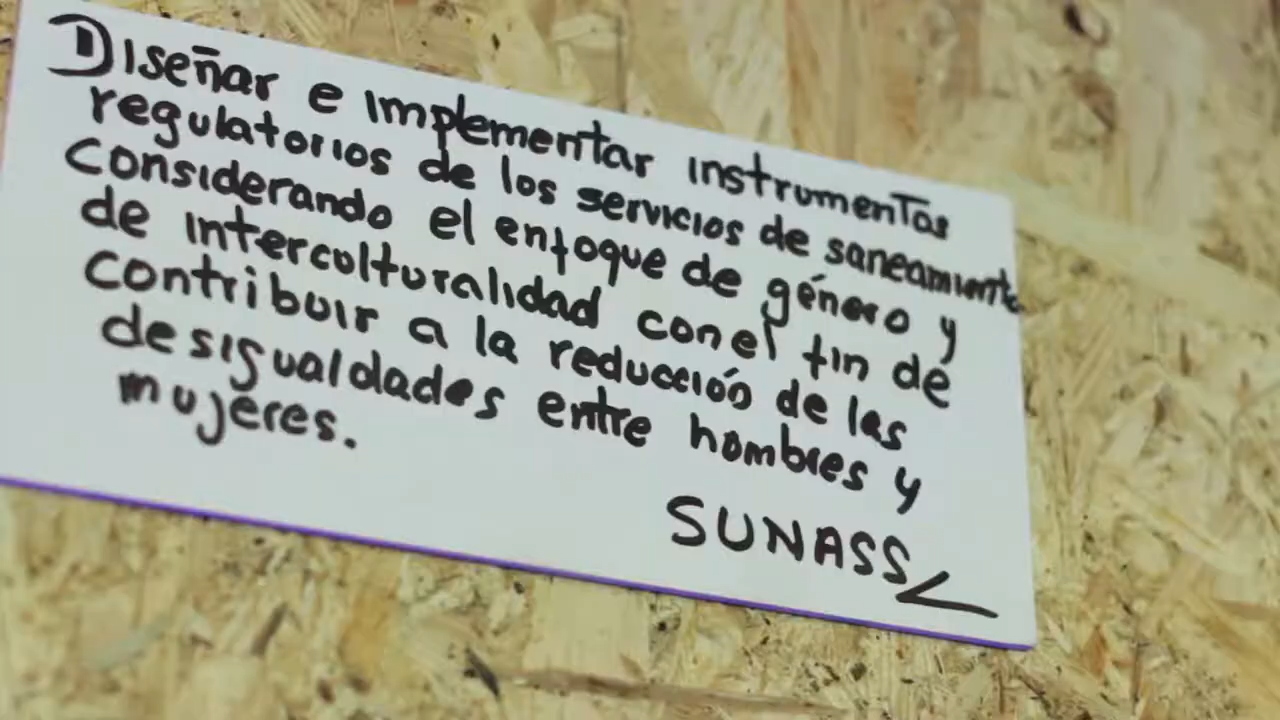 Diseñar e implementar instrumentos
regulatorios de los servicios de saneamiento
considerando el enfoque de género y
de interculturalidad con el fin de
contribuir a la reducción de las
desigualdades entre hombres y
mujeres.
SUNASS